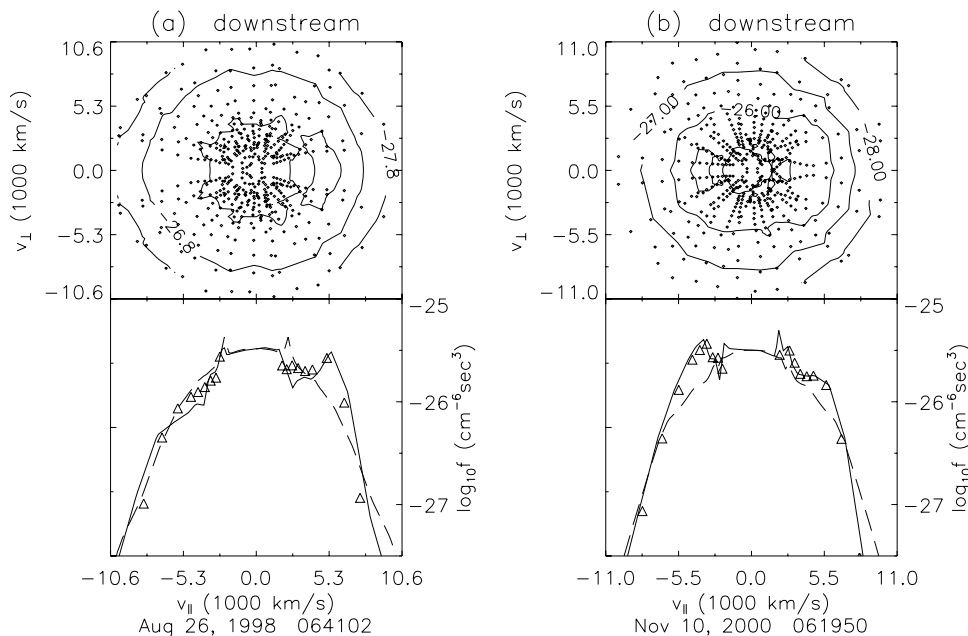 (a) downstream
(b) downstream
10.6
5.3
0.0
−5.3
−10.6
v⊥ (1000 km/s)
−26.8
−27.8
11.0
5.5
0.0
−5.5
−11.0
v⊥ (1000 km/s)
−27.00
−26.00
−28.00
−25
−26
−27
log10f (cm−6sec3)
−25
−26
−27
log10f (cm−6sec3)
−10.6 −5.3 0.0 5.3 10.6
v|| (1000 km/s)
Aug 26, 1998 064102
−11.0 −5.5 0.0 5.5 11.0
v|| (1000 km/s)
Nov 10, 2000 061950